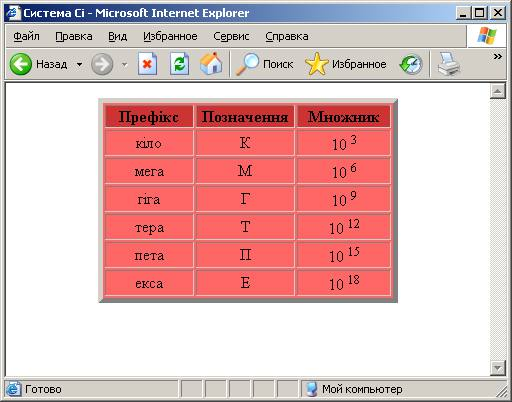 Система Сі - Microsoft Internet Explorer
Файл Правка Вид Избранное Сервис Справка
Назад Поиск Избранное
Префікс Позначення Множник
кіло К 10 3
мега М 10 6
гіга Г 10 9
тера Т 10 12
пета П 10 15
екса Е 10 18
Готово Мой компьютер